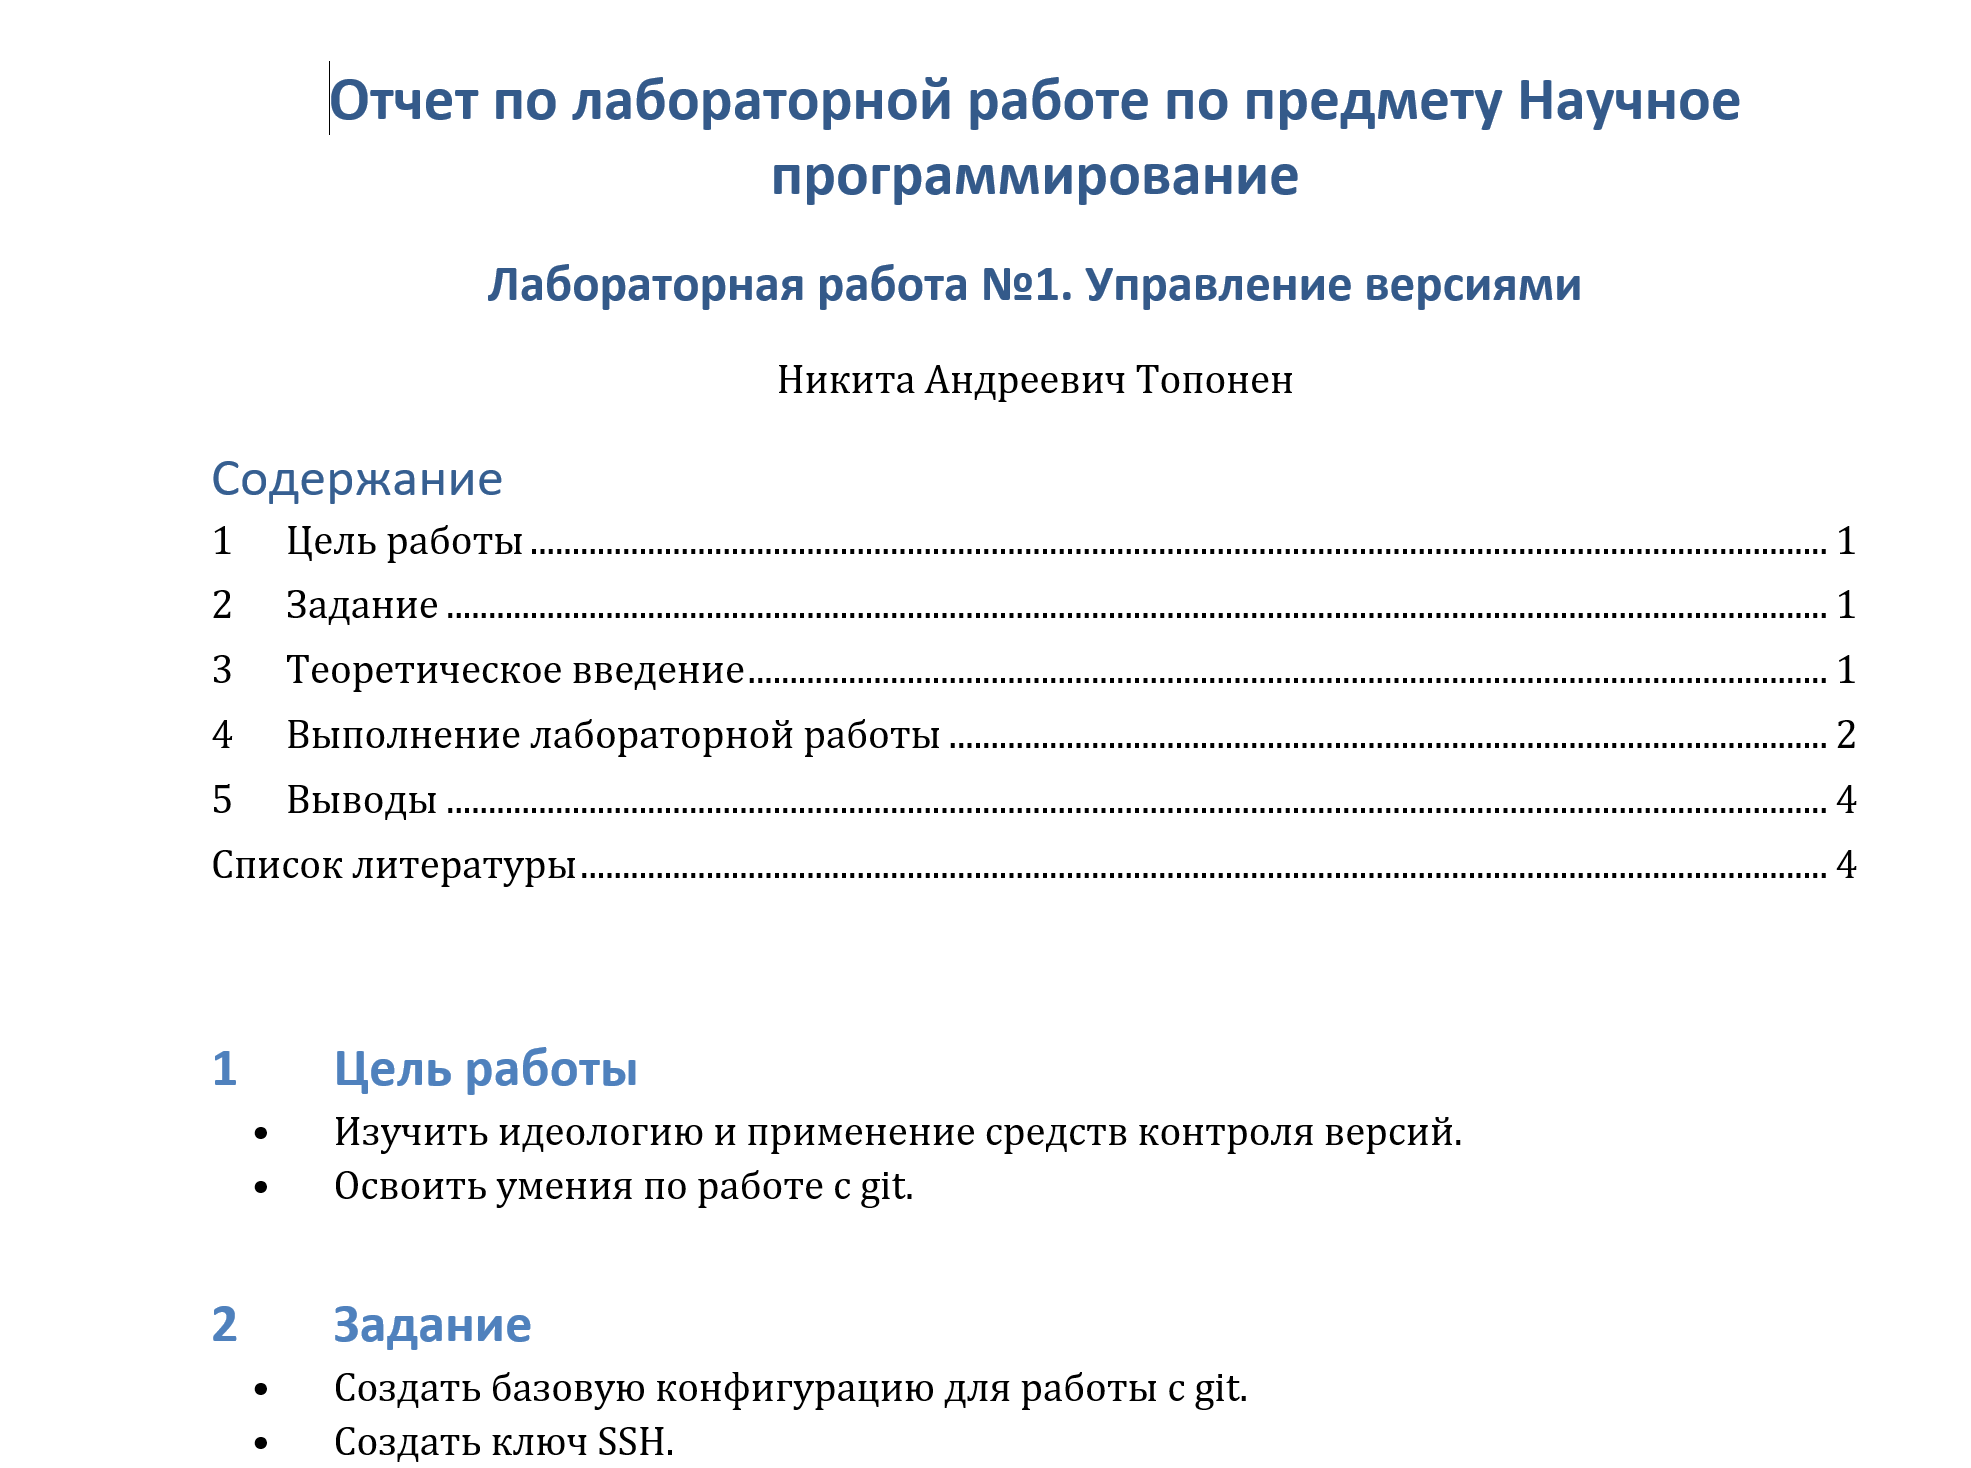 Отчет по лабораторной работе по предмету Научное
программирование
Лабораторная работа №1. Управление версиями
Никита Андреевич Топонен
Содержание
1 Цель работы 1
2 Задание 1
3 Теоретическое введение 1
4 Выполнение лабораторной работы 2
5 Выводы 4
Список литературы 4
1 Цель работы
• Изучить идеологию и применение средств контроля версий.
• Освоить умения по работе с git.
2 Задание
• Создать базовую конфигурацию для работы с git.
• Создать ключ SSH.